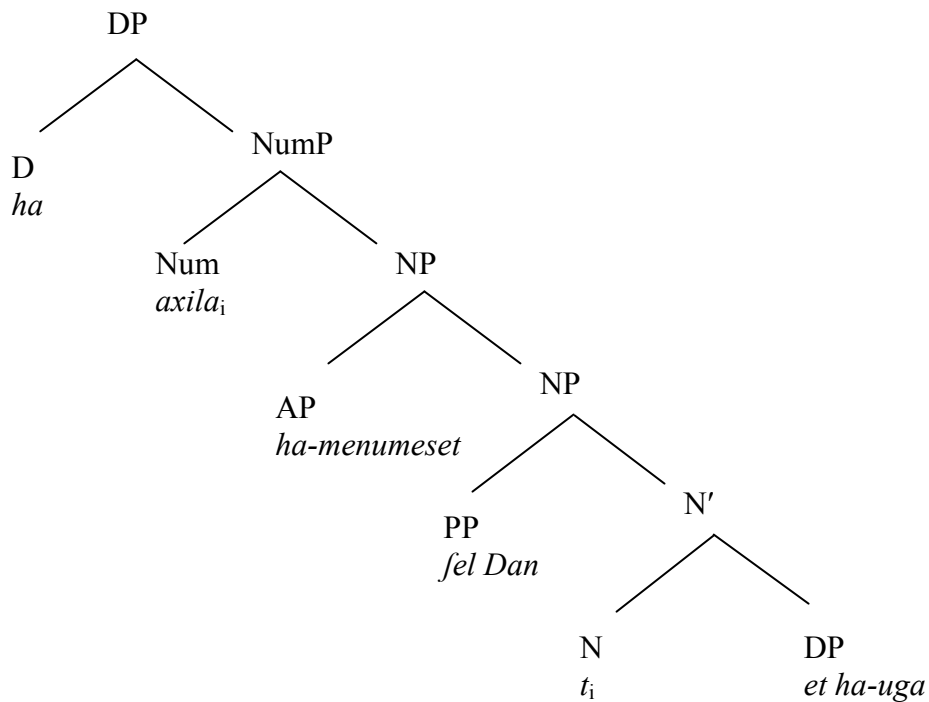 DP
D
ha
NumP
Num
axilaᵢ
NP
AP
ha-menumeset
NP
PP
ʃel Dan
N′
N
tᵢ
DP
et ha-uga